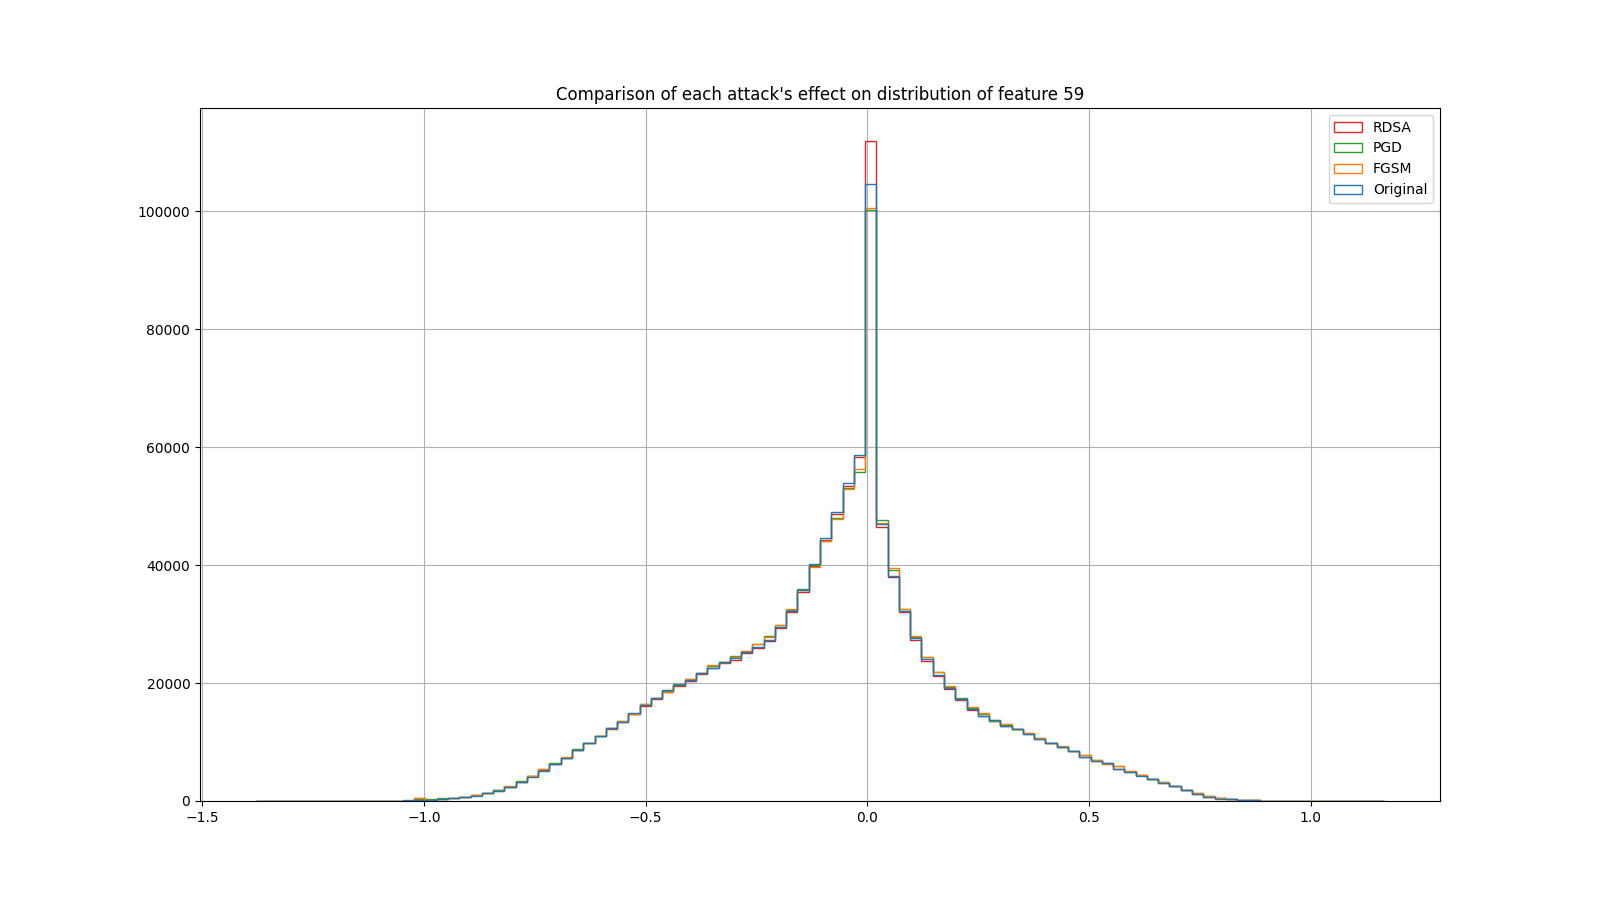 Comparison of each attack's effect on distribution of feature 59
RDSA
PGD
FGSM
Original
100000
80000
60000
40000
20000
0
−1.5
−1.0
−0.5
0.0
0.5
1.0